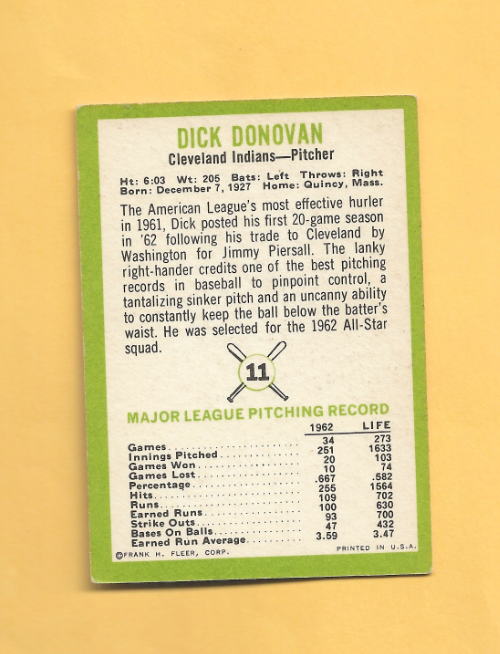 DICK DONOVAN
Cleveland Indians—Pitcher
Ht: 6:03 Wt: 205 Bats: Left Throws: Right
Born: December 7, 1927 Home: Quincy, Mass.
The American League's most effective hurler
in 1961, Dick posted his first 20-game season
in '62 following his trade to Cleveland by
Washington for Jimmy Piersall. The lanky
right-hander credits one of the best pitching
records in baseball to pinpoint control, a
tantalizing sinker pitch and an uncanny ability
to constantly keep the ball below the batter's
waist. He was selected for the 1962 All-Star
squad.
11
MAJOR LEAGUE PITCHING RECORD
1962 LIFE
Games 34 273
Innings Pitched 251 1633
Games Won 20 103
Games Lost 10 74
Percentage .667 .582
Hits 255 1564
Runs 109 702
Earned Runs 100 630
Strike Outs 93 700
Bases On Balls 47 432
Earned Run Average 3.59 3.47
©FRANK H. FLEER, CORP. PRINTED IN U.S.A.